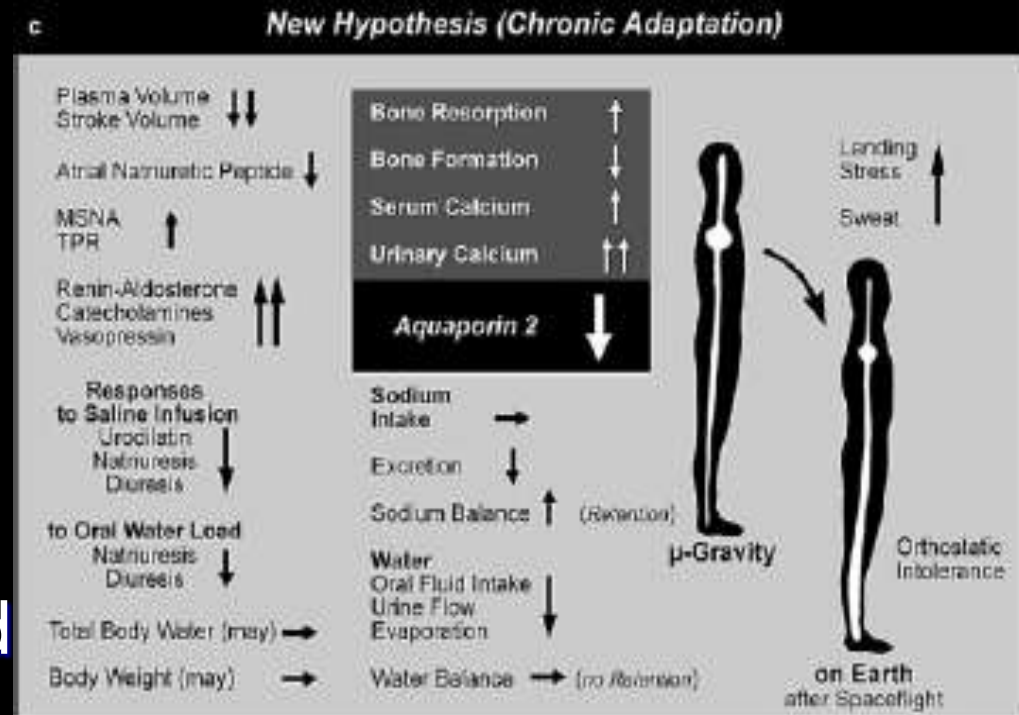 c
New Hypothesis (Chronic Adaptation)
Plasma Volume ↓↓
Stroke Volume
Atrial Natriuretic Peptide ↓
MSNA ↑
TPR
Renin-Aldosterone ↑↑
Catecholamines
Vasopressin
Responses
to Saline Infusion
Urodilatin ↓
Natriuresis
Diuresis
to Oral Water Load
Natriuresis ↓
Diuresis
Total Body Water (may) →
Body Weight (may) →
Bone Resorption ↑
Bone Formation ↓
Serum Calcium ↑
Urinary Calcium ↑↑
Aquaporin 2 ↓
Sodium
Intake →
Excretion ↓
Sodium Balance ↑ (Retention)
Water
Oral Fluid Intake ↓
Urine Flow
Evaporation
Water Balance → (no Retention)
µ-Gravity
Landing ↑
Stress
Sweat
Orthostatic
Intolerance
on Earth
after Spaceflight